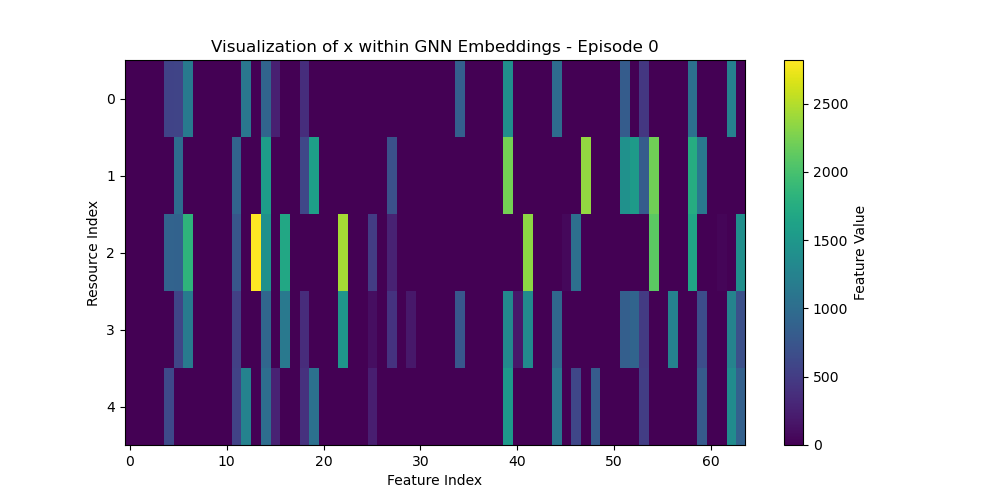 Visualization of x within GNN Embeddings - Episode 0
Resource Index
0
1
2
3
4
0 10 20 30 40 50 60
Feature Index
2500
2000
1500
1000
500
0
Feature Value